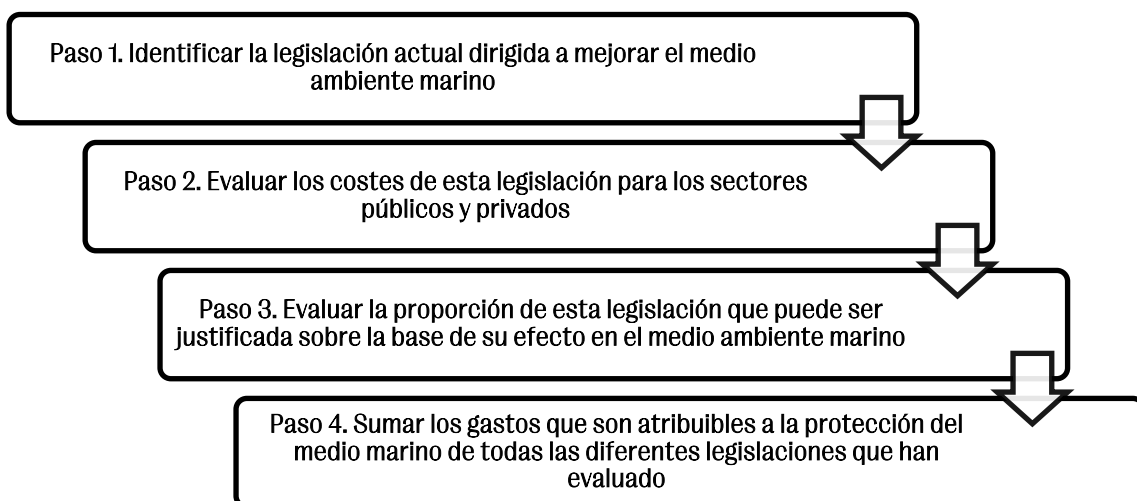 Paso 1. Identificar la legislación actual dirigida a mejorar el medio
ambiente marino
Paso 2. Evaluar los costes de esta legislación para los sectores
públicos y privados
Paso 3. Evaluar la proporción de esta legislación que puede ser
justificada sobre la base de su efecto en el medio ambiente marino
Paso 4. Sumar los gastos que son atribuibles a la protección del
medio marino de todas las diferentes legislaciones que han
evaluado